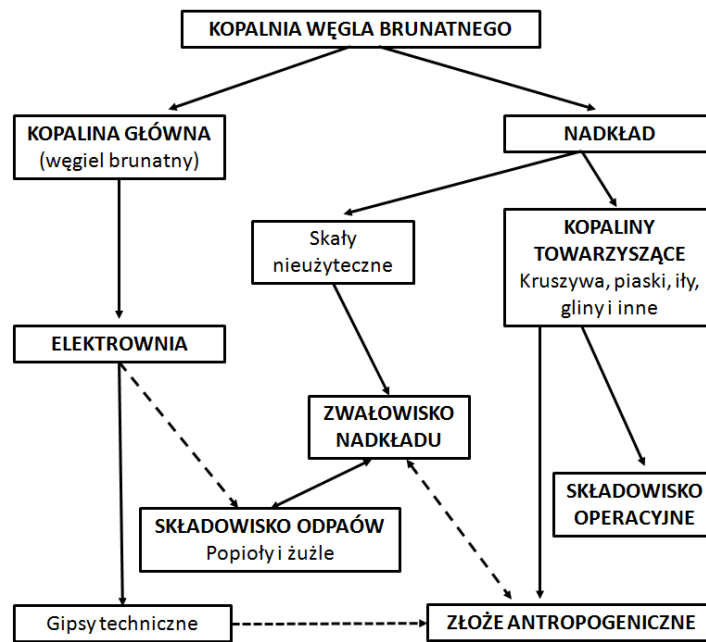 KOPALNIA WĘGLA BRUNATNEGO
KOPALINA GŁÓWNA
(węgiel brunatny)
NADKŁAD
Skały
nieużyteczne
KOPALINY
TOWARZYSZĄCE
Kruszywa, piaski, iły,
gliny i inne
ELEKTROWNIA
ZWAŁOWISKO
NADKŁADU
SKŁADOWISKO
OPERACYJNE
SKŁADOWISKO ODPAÓW
Popioły i żużle
Gipsy techniczne
ZŁOŻE ANTROPOGENICZNE